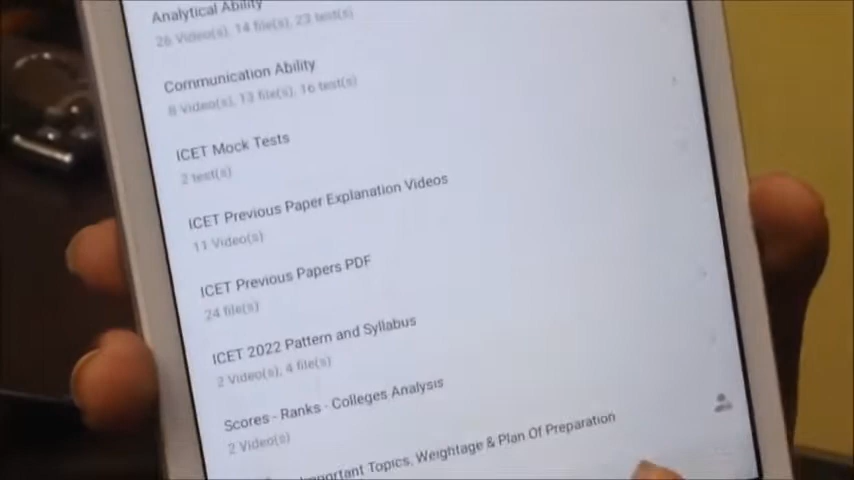 Analytical Ability
26 Video(s), 14 file(s), 23 test(s)
Communication Ability
8 Video(s), 13 file(s), 16 test(s)
ICET Mock Tests
2 test(s)
ICET Previous Paper Explanation Videos
11 Video(s)
ICET Previous Papers PDF
24 file(s)
ICET 2022 Pattern and Syllabus
2 Video(s), 4 file(s)
Scores - Ranks - Colleges Analysis
2 Video(s)
Topics, Weightage & Plan Of Preparation